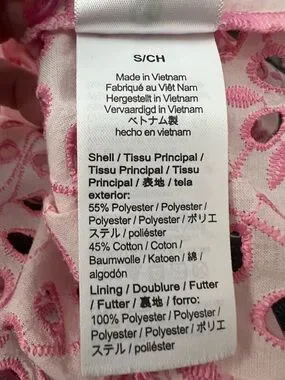 S/CH
Made in Vietnam
Fabriqué au Viêt Nam
Hergestellt in Vietnam
Vervaardigd in Vietnam
ベトナム製
hecho en vietnam
Shell / Tissu Principal /
Tissu Principal / Tissu
Principal / 表地 / tela
exterior:
55% Polyester / Polyester /
Polyester / Polyester / ポリエ
ステル / poliéster
45% Cotton / Coton /
Baumwolle / Katoen / 綿 /
algodón
Lining / Doublure / Futter
/ Futter / 裏地 / forro:
100% Polyester / Polyester /
Polyester / Polyester / ポリエ
ステル / poliéster